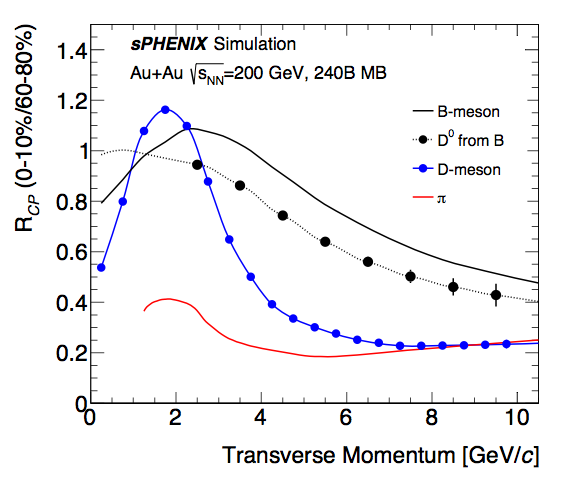 sPHENIX Simulation
Au+Au √sNN=200 GeV, 240B MB
B-meson
D0 from B
D-meson
π
RCP (0-10%/60-80%)
1.4
1.2
1
0.8
0.6
0.4
0.2
0
0 2 4 6 8 10
Transverse Momentum [GeV/c]